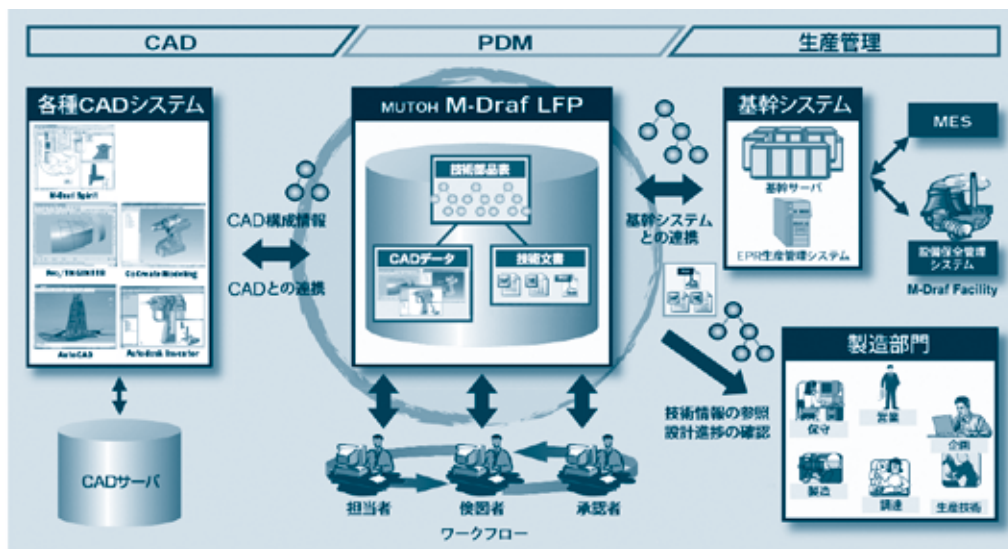 CAD
PDM
生産管理
各種CADシステム
M-Draf Spirit
Pro/ENGINEER
CoCreate Modeling
AutoCAD
Autodesk Inventor
CADサーバ
CAD構成情報
CADとの連携
MUTOH M-Draf LFP
技術部品表
CADデータ
技術文書
担当者
検図者
承認者
ワークフロー
基幹システム
との連携
技術情報の参照
設計進捗の確認
基幹システム
基幹サーバ
EPR生産管理システム
MES
設備保全管理
システム
M-Draf Facility
製造部門
保守
営業
企画
製造
調達
生産技術